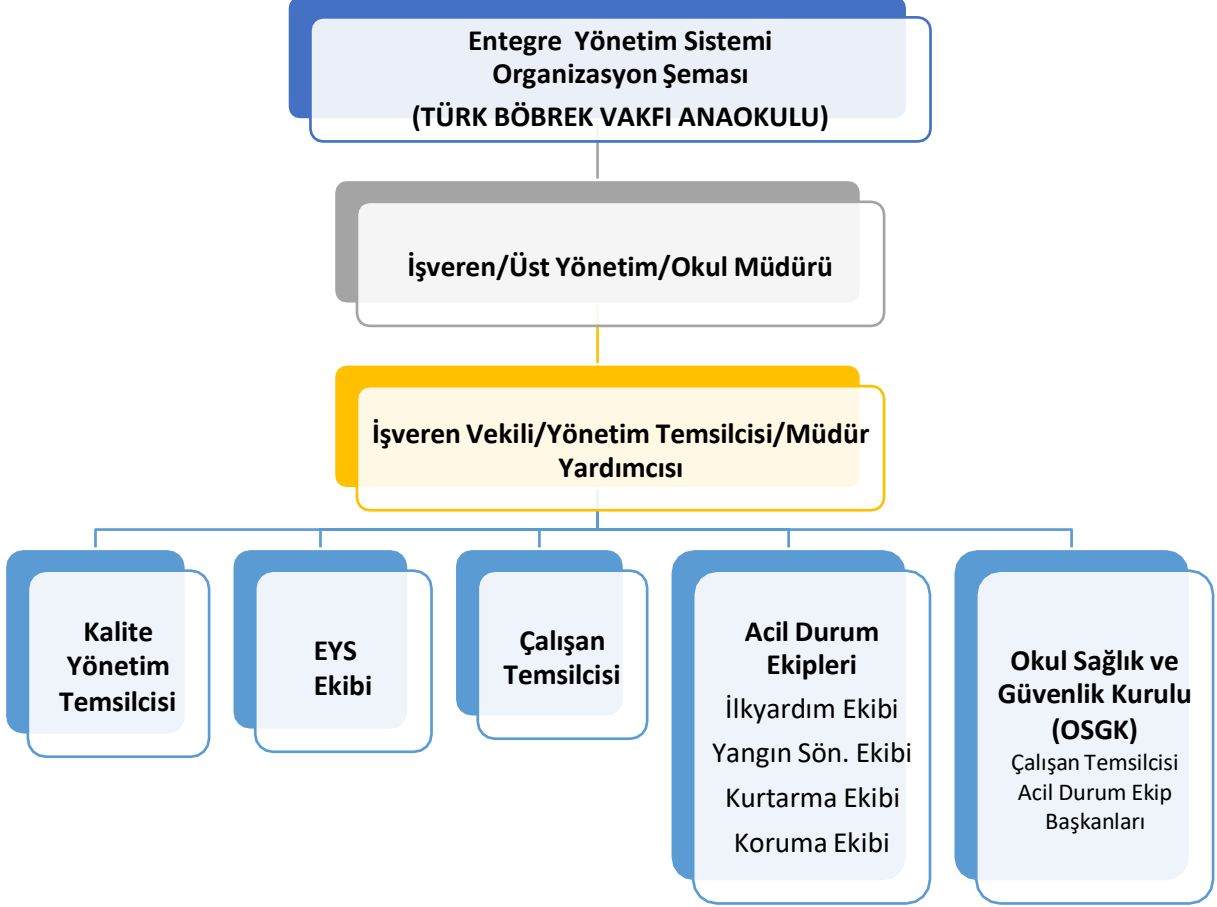 Entegre Yönetim Sistemi
Organizasyon Şeması
(TÜRK BÖBREK VAKFI ANAOKULU)
İşveren/Üst Yönetim/Okul Müdürü
İşveren Vekili/Yönetim Temsilcisi/Müdür
Yardımcısı
Kalite
Yönetim
Temsilcisi
EYS
Ekibi
Çalışan
Temsilcisi
Acil Durum
Ekipleri
İlkyardım Ekibi
Yangın Sön. Ekibi
Kurtarma Ekibi
Koruma Ekibi
Okul Sağlık ve
Güvenlik Kurulu
(OSGK)
Çalışan Temsilcisi
Acil Durum Ekip
Başkanları